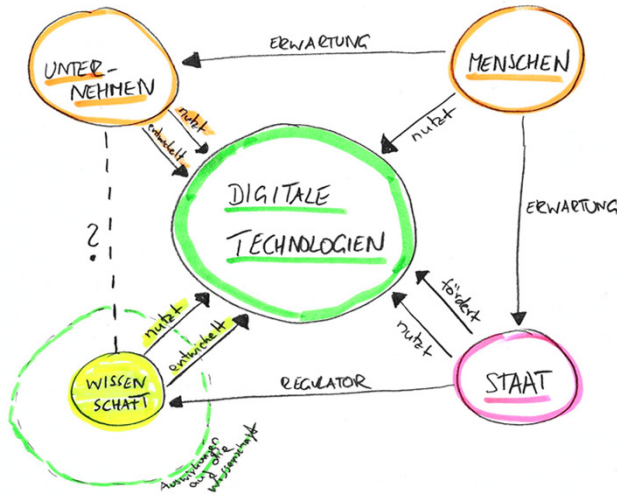 ERWARTUNG
UNTER-
NEHMEN
MENSCHEN
nutzt
entwickelt
nutzt
DIGITALE
TECHNOLOGIEN
ERWARTUNG
?
fördert
nutzt
nutzt
entwickelt
WISSEN
SCHAFT
REGULATOR
STAAT
Auswirkungen
auf die
Wissenschaft